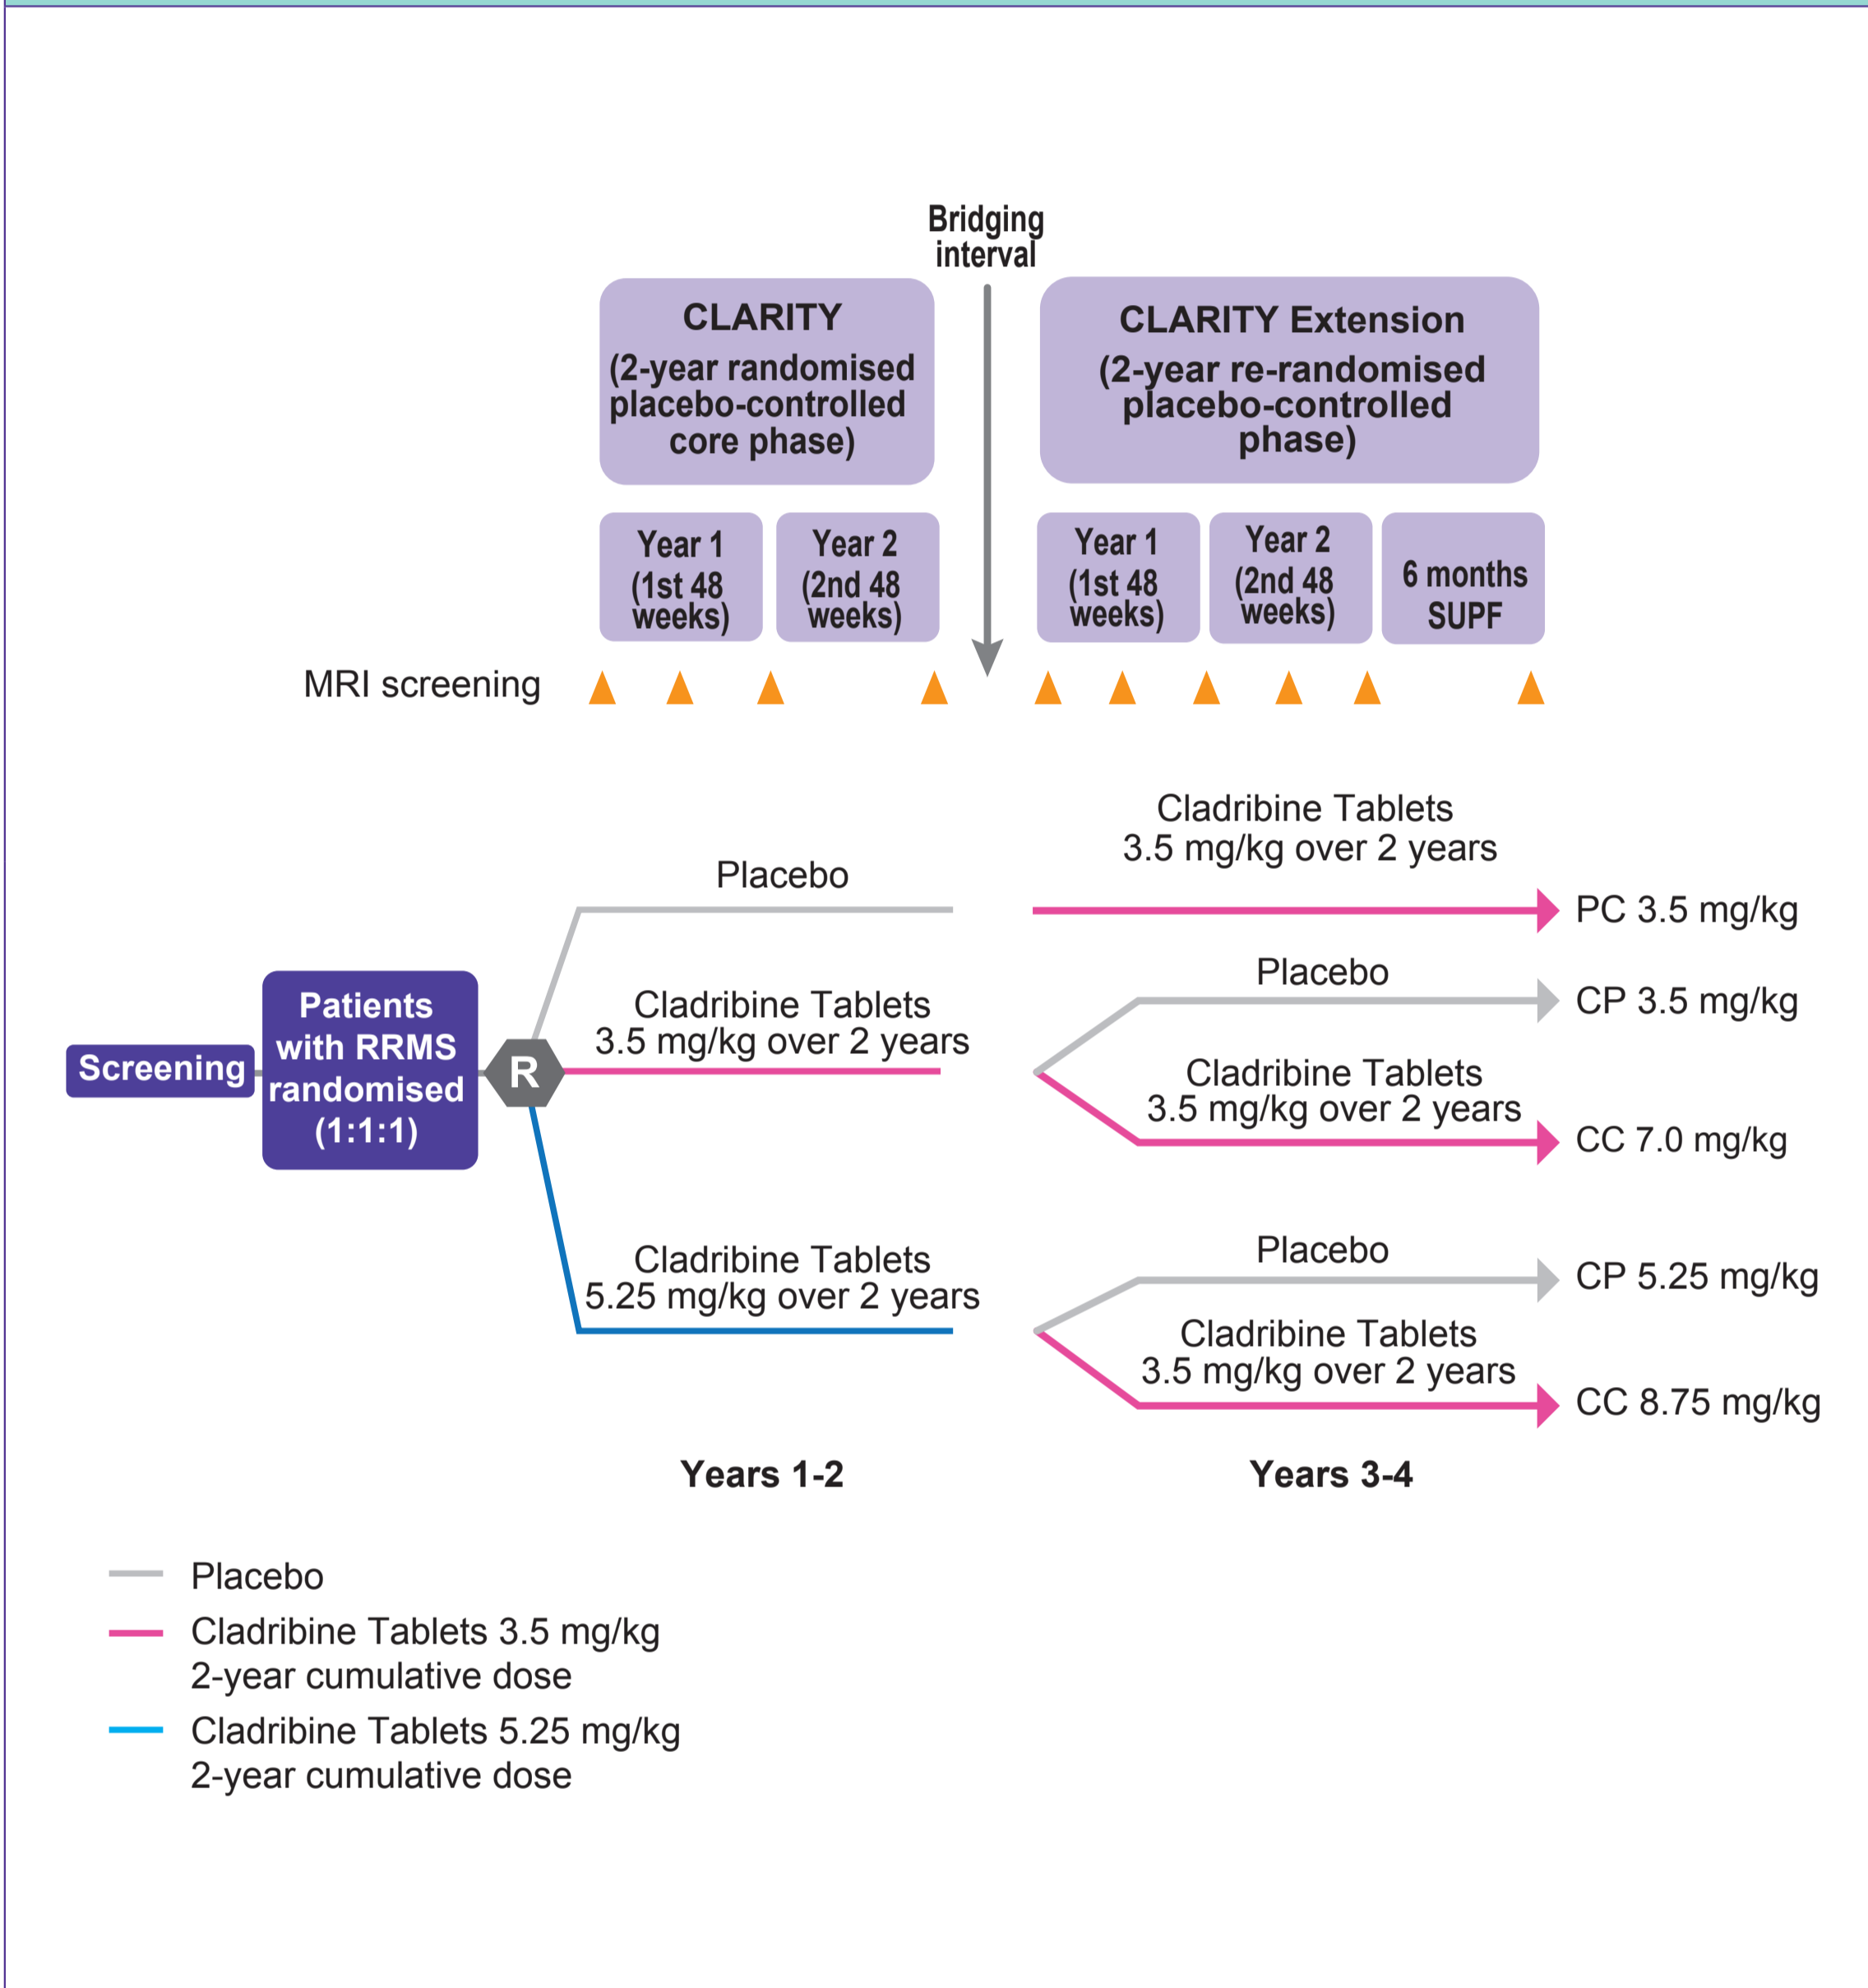 Bridging
interval
CLARITY
(2-year randomised
placebo-controlled
core phase)
CLARITY Extension
(2-year re-randomised
placebo-controlled
phase)
Year 1
(1st 48
weeks)
Year 2
(2nd 48
weeks)
Year 1
(1st 48
weeks)
Year 2
(2nd 48
weeks)
6 months
SUPF
MRI screening
Screening
Patients
with RRMS
randomised
(1:1:1)
R
Placebo
Cladribine Tablets
3.5 mg/kg over 2 years
Cladribine Tablets
5.25 mg/kg over 2 years
Cladribine Tablets
3.5 mg/kg over 2 years
PC 3.5 mg/kg
Placebo
CP 3.5 mg/kg
Cladribine Tablets
3.5 mg/kg over 2 years
CC 7.0 mg/kg
Placebo
CP 5.25 mg/kg
Cladribine Tablets
3.5 mg/kg over 2 years
CC 8.75 mg/kg
Years 1-2
Years 3-4
Placebo
Cladribine Tablets 3.5 mg/kg
2-year cumulative dose
Cladribine Tablets 5.25 mg/kg
2-year cumulative dose